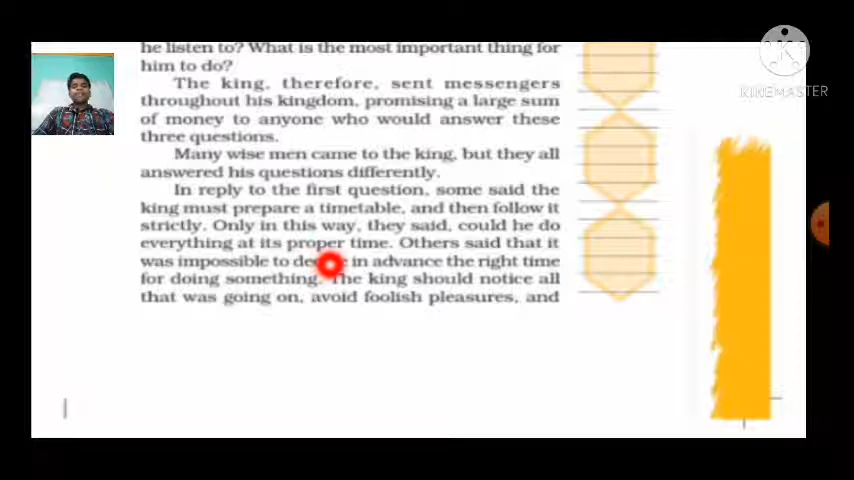 he listen to? What is the most important thing for
him to do?
The king, therefore, sent messengers
throughout his kingdom, promising a large sum
of money to anyone who would answer these
three questions.
Many wise men came to the king, but they all
answered his questions differently.
In reply to the first question, some said the
king must prepare a timetable, and then follow it
strictly. Only in this way, they said, could he do
everything at its proper time. Others said that it
was impossible to in advance the right time
for doing something. The king should notice all
that was going on, avoid foolish pleasures, and
KINEMASTER